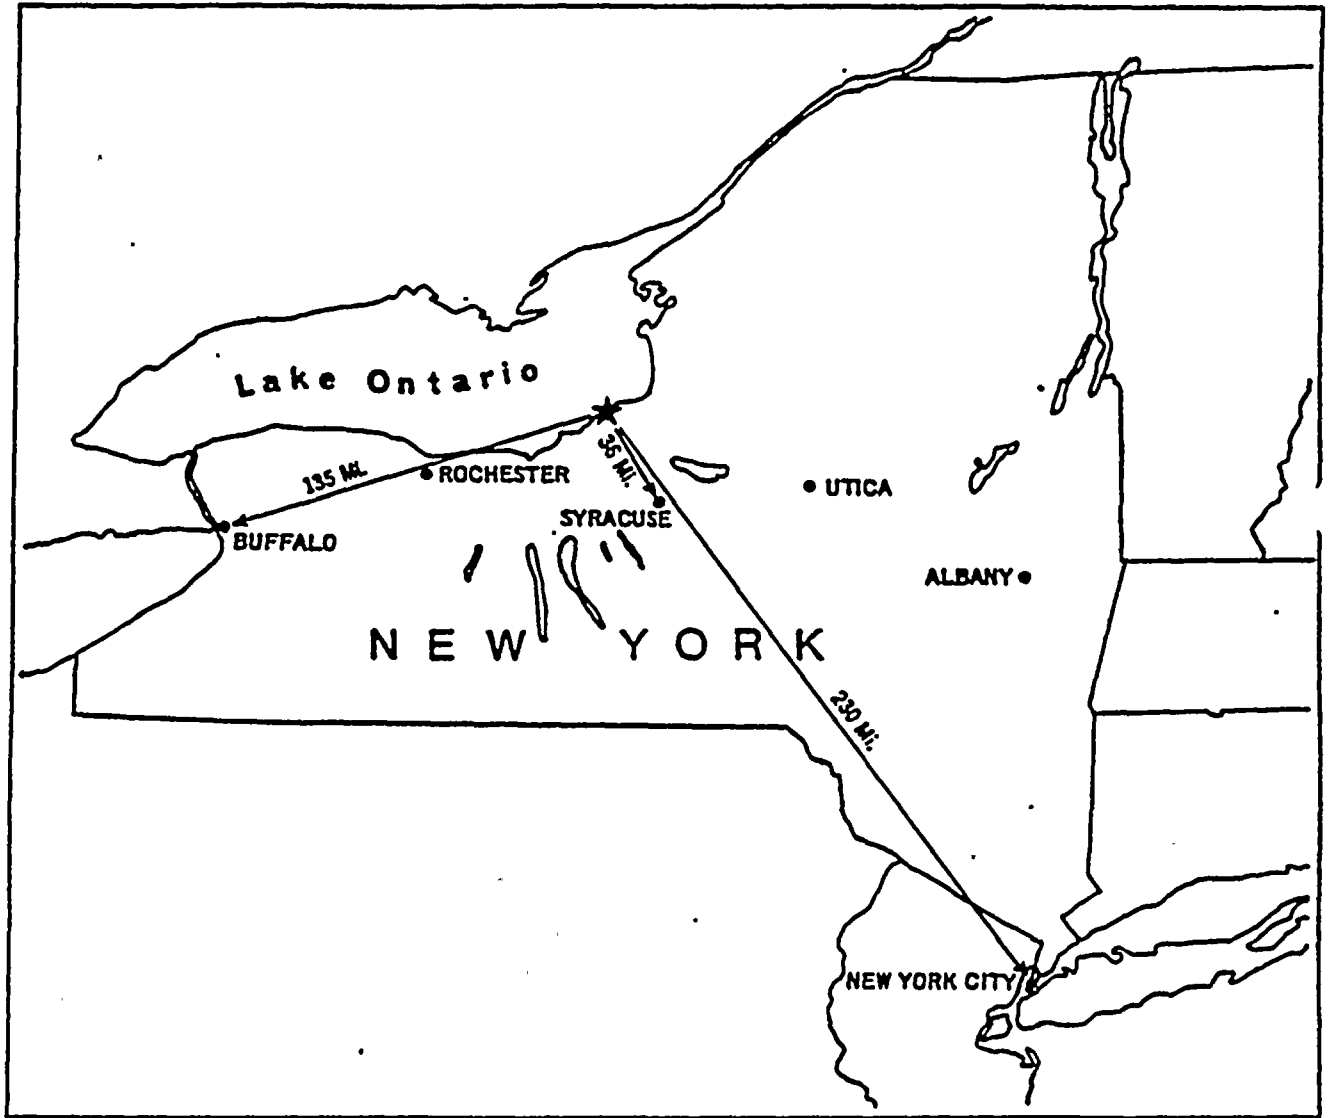 Lake Ontario
36 Mi.
135 Mi.
ROCHESTER
UTICA
SYRACUSE
BUFFALO
ALBANY
NEW YORK
230 Mi.
NEW YORK CITY